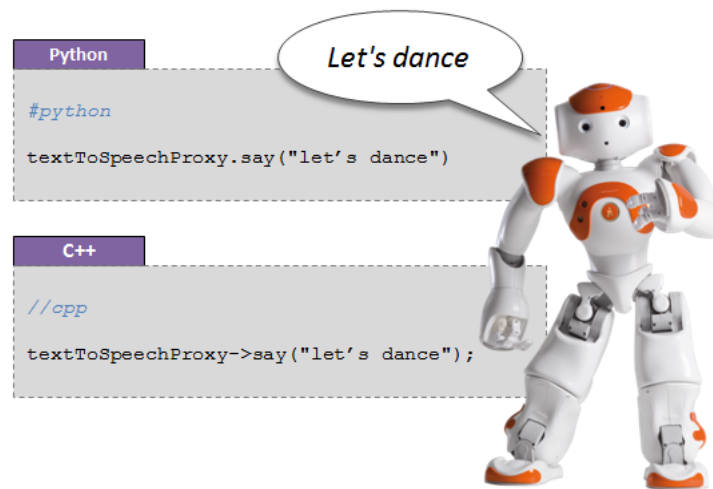 Python
Let's dance
#python
textToSpeechProxy.say("let’s dance")
C++
//cpp
textToSpeechProxy->say("let’s dance");